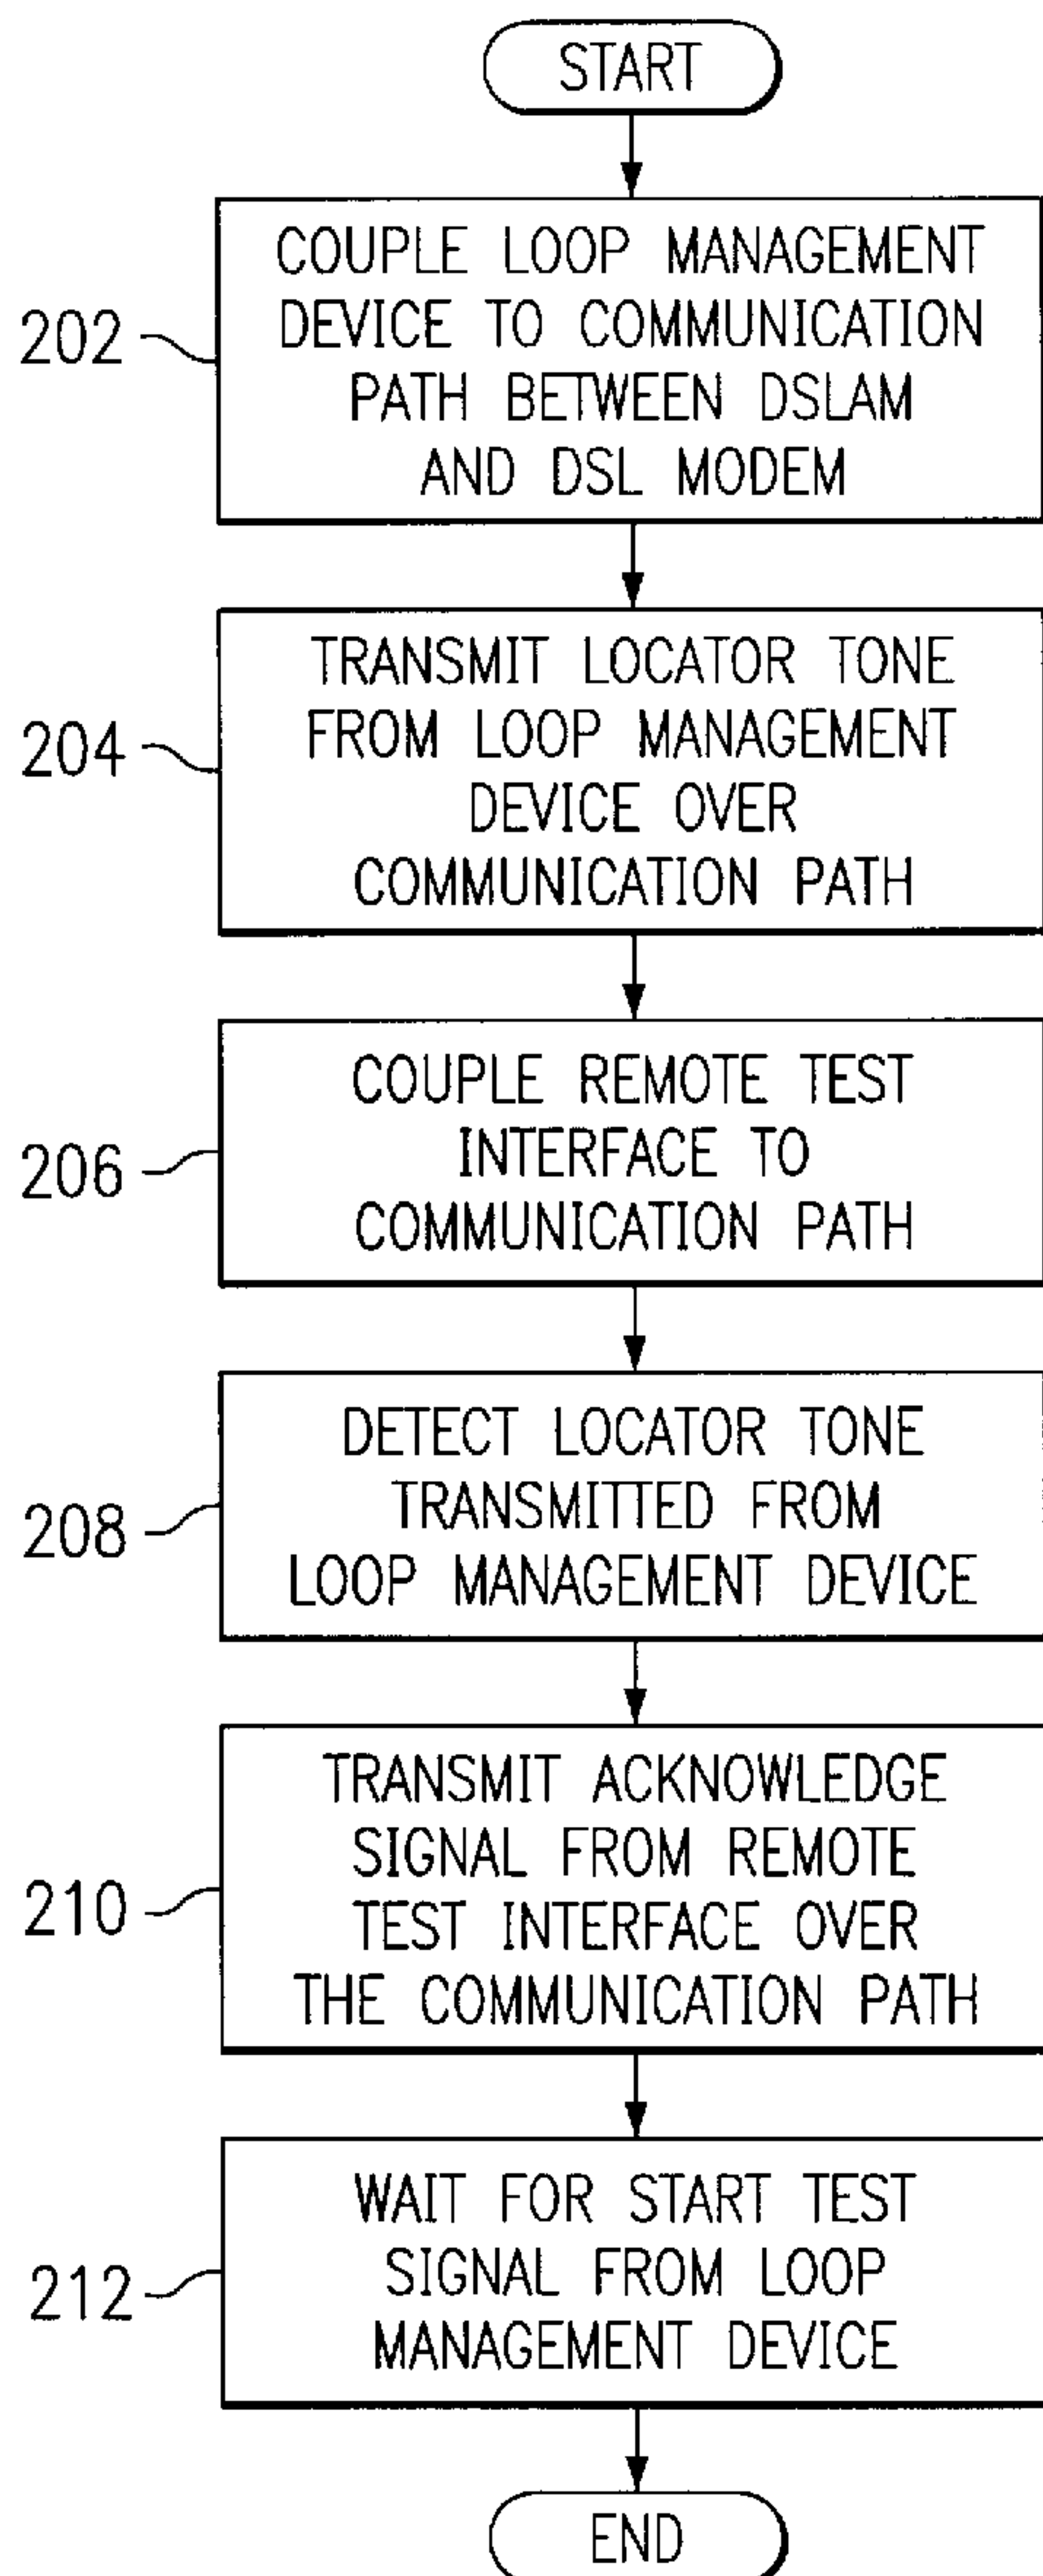 START
202
COUPLE LOOP MANAGEMENT
DEVICE TO COMMUNICATION
PATH BETWEEN DSLAM
AND DSL MODEM
204
TRANSMIT LOCATOR TONE
FROM LOOP MANAGEMENT
DEVICE OVER
COMMUNICATION PATH
206
COUPLE REMOTE TEST
INTERFACE TO
COMMUNICATION PATH
208
DETECT LOCATOR TONE
TRANSMITTED FROM
LOOP MANAGEMENT DEVICE
210
TRANSMIT ACKNOWLEDGE
SIGNAL FROM REMOTE
TEST INTERFACE OVER
THE COMMUNICATION PATH
212
WAIT FOR START TEST
SIGNAL FROM LOOP
MANAGEMENT DEVICE
END